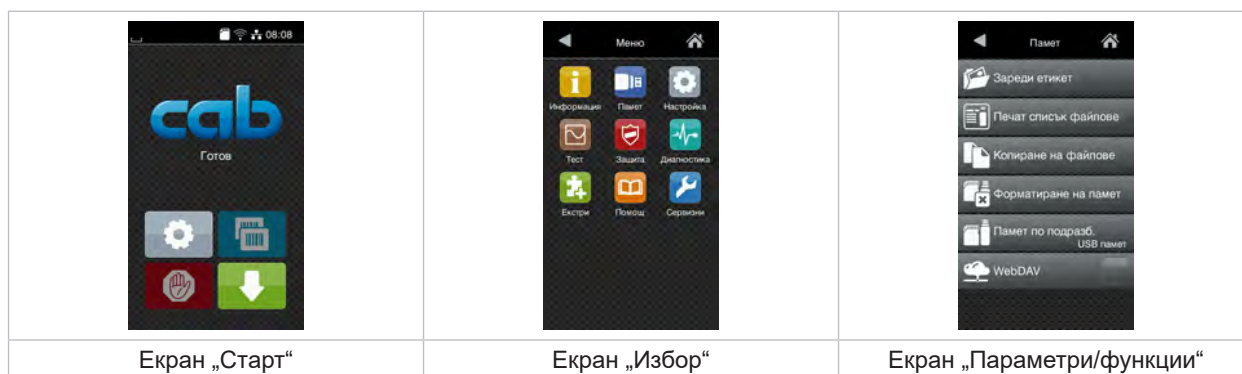 08:08
cab
Готов
Меню
Информация Памет Настройка
Тест Защита Диагностика
Екстри Помощ Сервизни
Памет
Зареди етикет
Печат списък файлове
Копиране на файлове
Форматиране на памет
Памет по подразб.
USB памет
WebDAV
Екран „Старт“
Екран „Избор“
Екран „Параметри/функции“